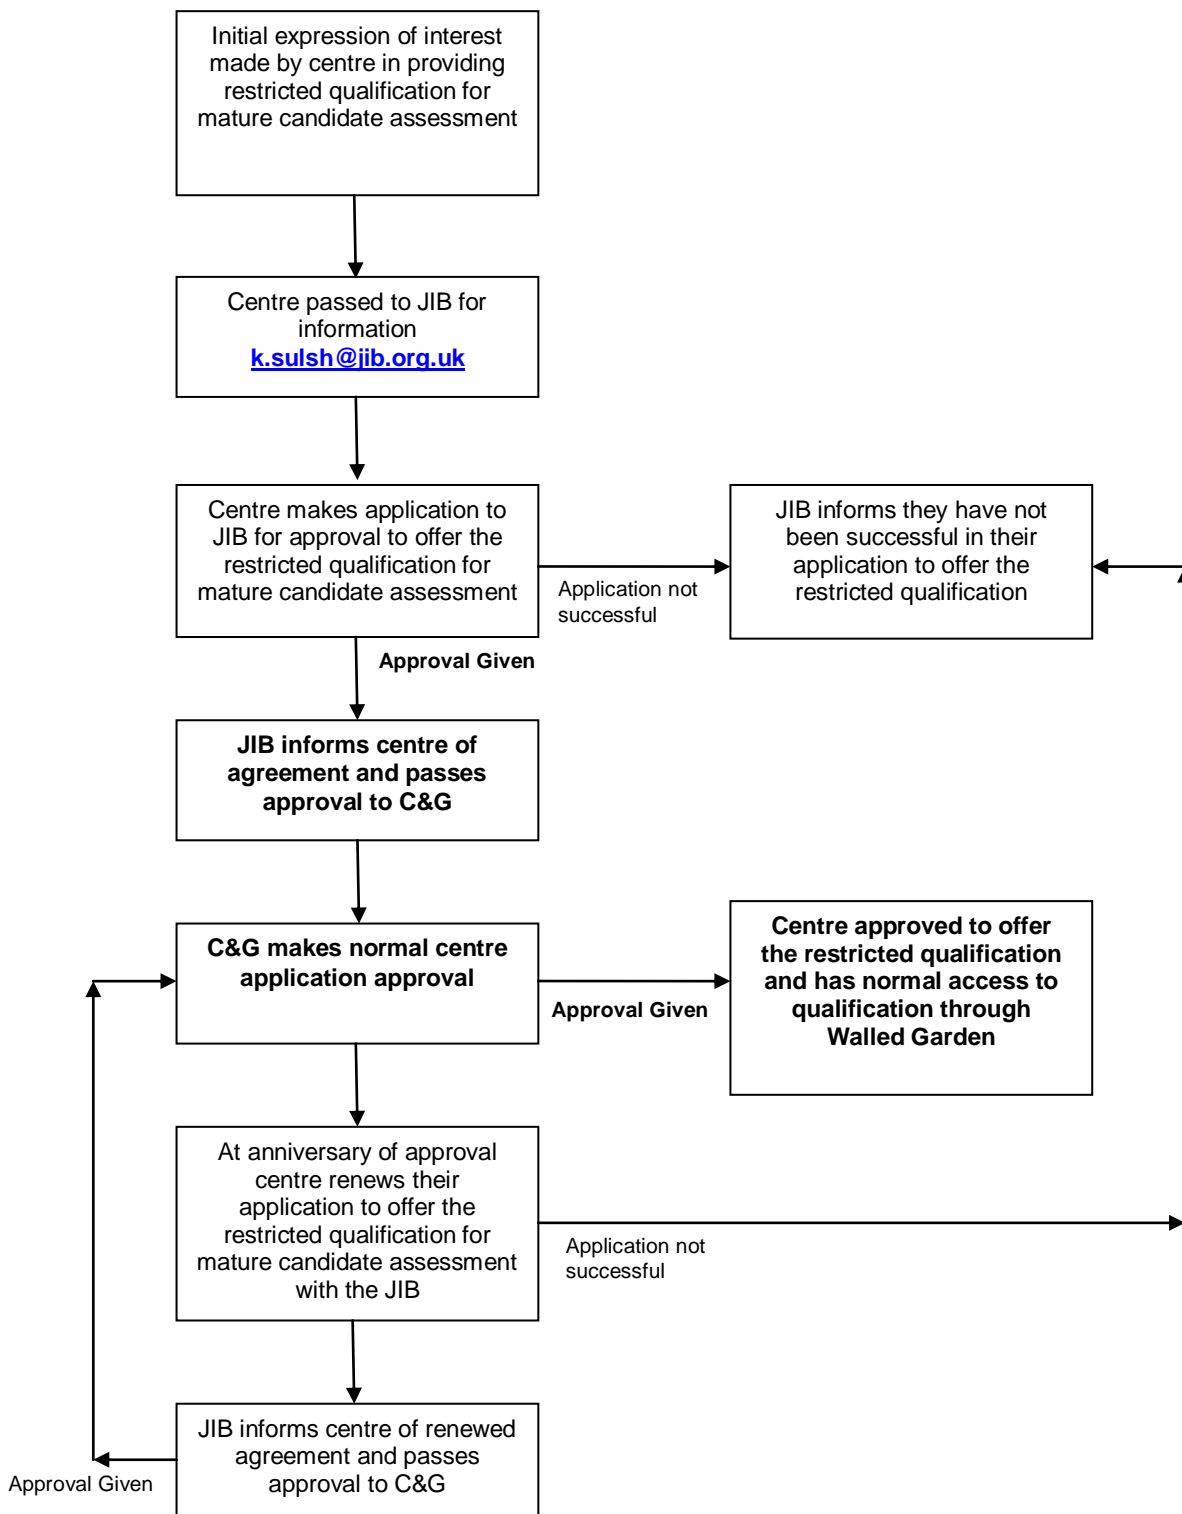 Initial expression of interest
made by centre in providing
restricted qualification for
mature candidate assessment
Centre passed to JIB for
information
k.sulsh@jib.org.uk
Centre makes application to
JIB for approval to offer the
restricted qualification for
mature candidate assessment
Application not
successful
JIB informs they have not
been successful in their
application to offer the
restricted qualification
Approval Given
JIB informs centre of
agreement and passes
approval to C&G
C&G makes normal centre
application approval
Approval Given
Centre approved to offer
the restricted qualification
and has normal access to
qualification through
Walled Garden
At anniversary of approval
centre renews their
application to offer the
restricted qualification for
mature candidate assessment
with the JIB
Application not
successful
JIB informs centre of renewed
agreement and passes
approval to C&G
Approval Given